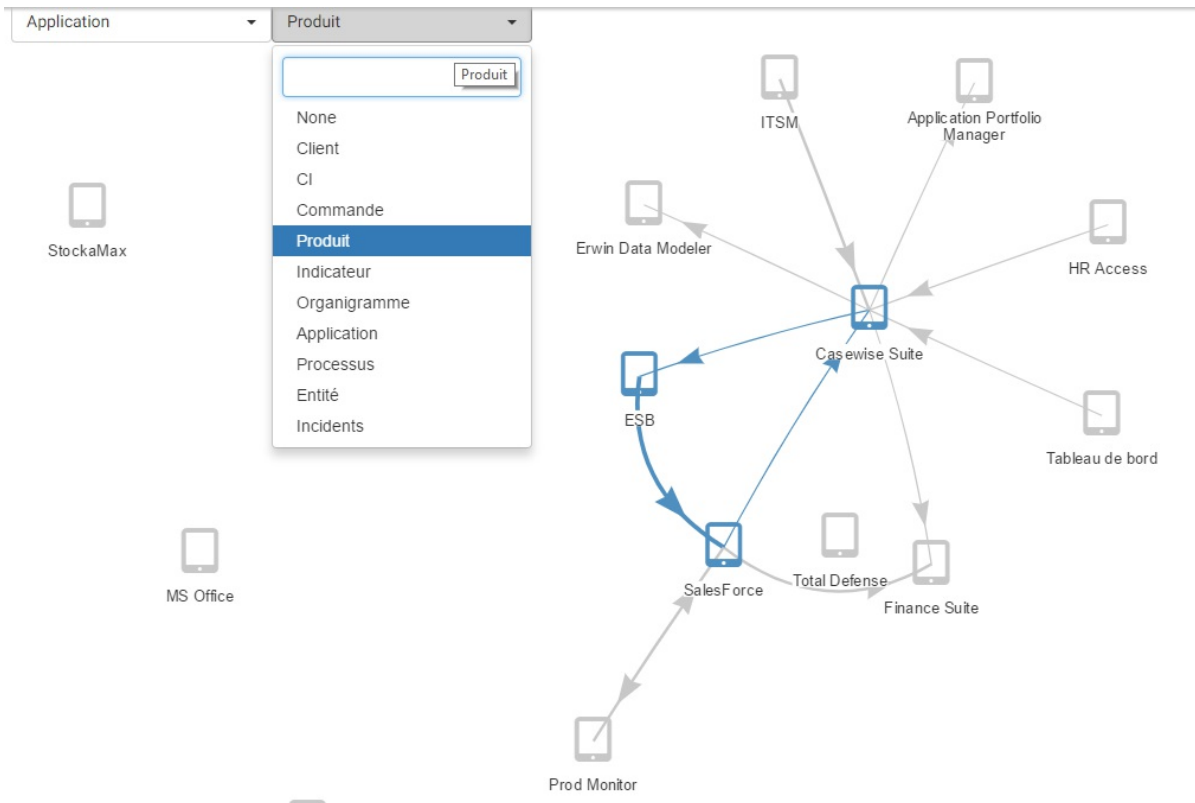 Application
Produit
Produit
None
Client
CI
Commande
Produit
Indicateur
Organigramme
Application
Processus
Entité
Incidents
StockaMax
MS Office
ITSM
Application Portfolio
Manager
Erwin Data Modeler
HR Access
Casewise Suite
ESB
Tableau de bord
SalesForce
Total Defense
Finance Suite
Prod Monitor